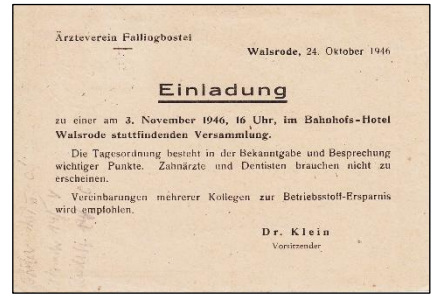 Ärzteverein Fallingbostel
Walsrode, 24. Oktober 1946
Einladung
zu einer am 3. November 1946, 16 Uhr, im Bahnhofs-Hotel
Walsrode stattfindenden Versammlung.
Die Tagesordnung besteht in der Bekanntgabe und Besprechung
wichtiger Punkte. Zahnärzte und Dentisten brauchen nicht zu
erscheinen.
Vereinbarungen mehrerer Kollegen zur Betriebsstoff-Ersparnis
wird empfohlen.
Dr. Klein
Vorsitzender